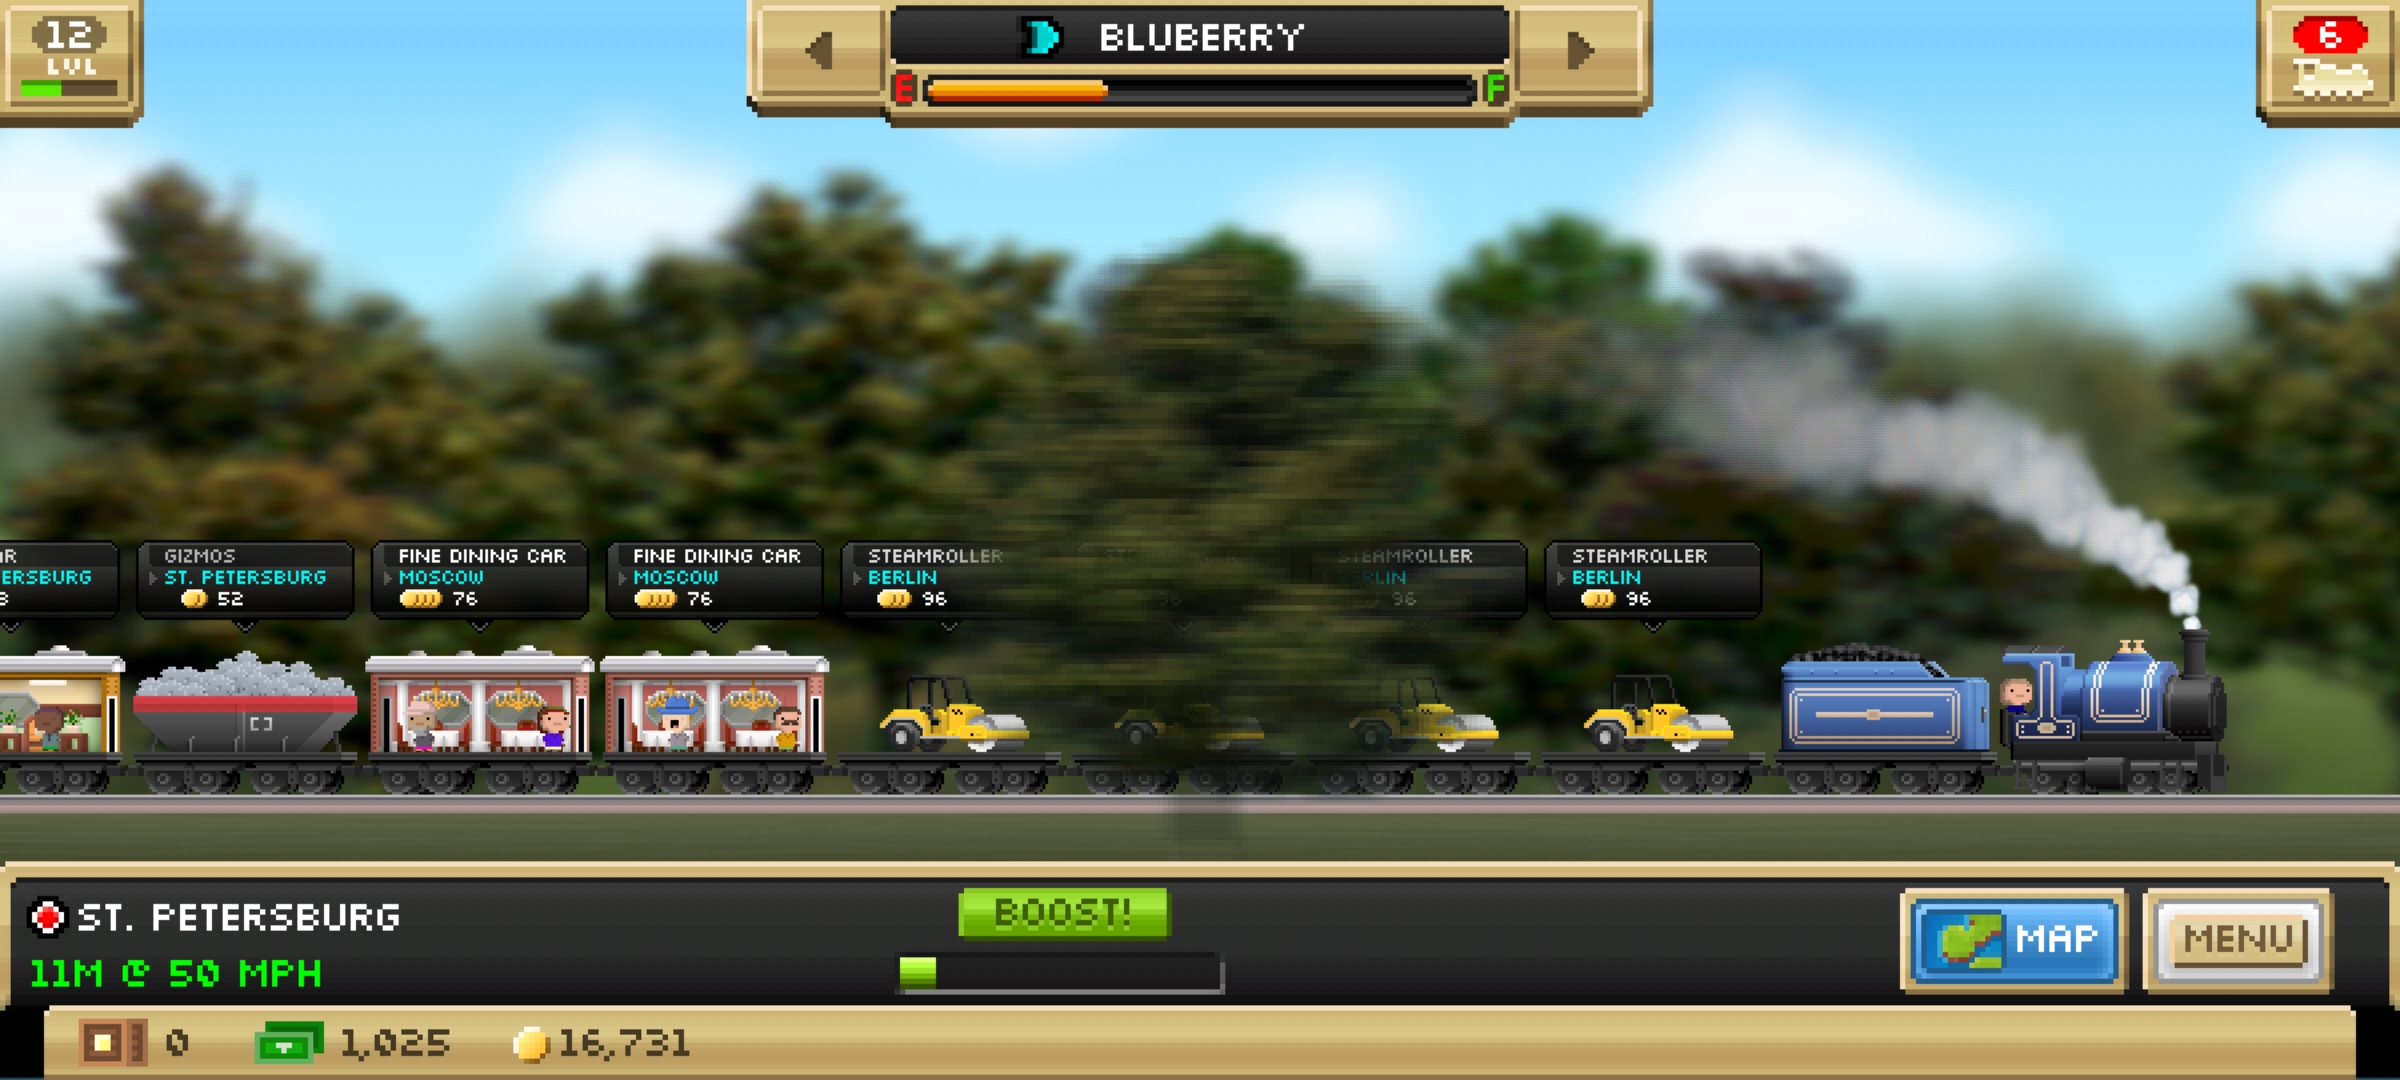 12
LVL
BLUBERRY
E
F
6
GIZMOS
ST. PETERSBURG
52
FINE DINING CAR
MOSCOW
76
FINE DINING CAR
MOSCOW
76
STEAMROLLER
BERLIN
96
STEAMROLLER
BERLIN
96
STEAMROLLER
BERLIN
96
ST. PETERSBURG
11M @ 50 MPH
BOOST!
MAP
MENU
0
1,025
16,731